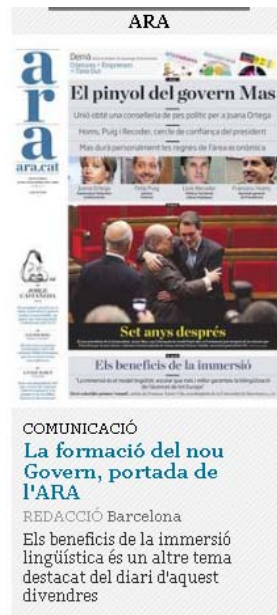 ARA
Demà
ara
ara.cat
El pinyol del govern Mas
Unió obté una conselleria de pes polític per a Joana Ortega
Homs, Puig i Recoder, cercle de confiança del president
Mas durà personalment les regnes de l'àrea econòmica
Joana Ortega
Felip Puig
Lluís Recoder
Francesc Homs
Set anys després
Els beneficis de la immersió
JORGE
CASTAÑEDA
COMUNICACIÓ
La formació del nou
Govern, portada de
l'ARA
REDACCIÓ Barcelona
Els beneficis de la immersió
lingüística és un altre tema
destacat del diari d'aquest
divendres